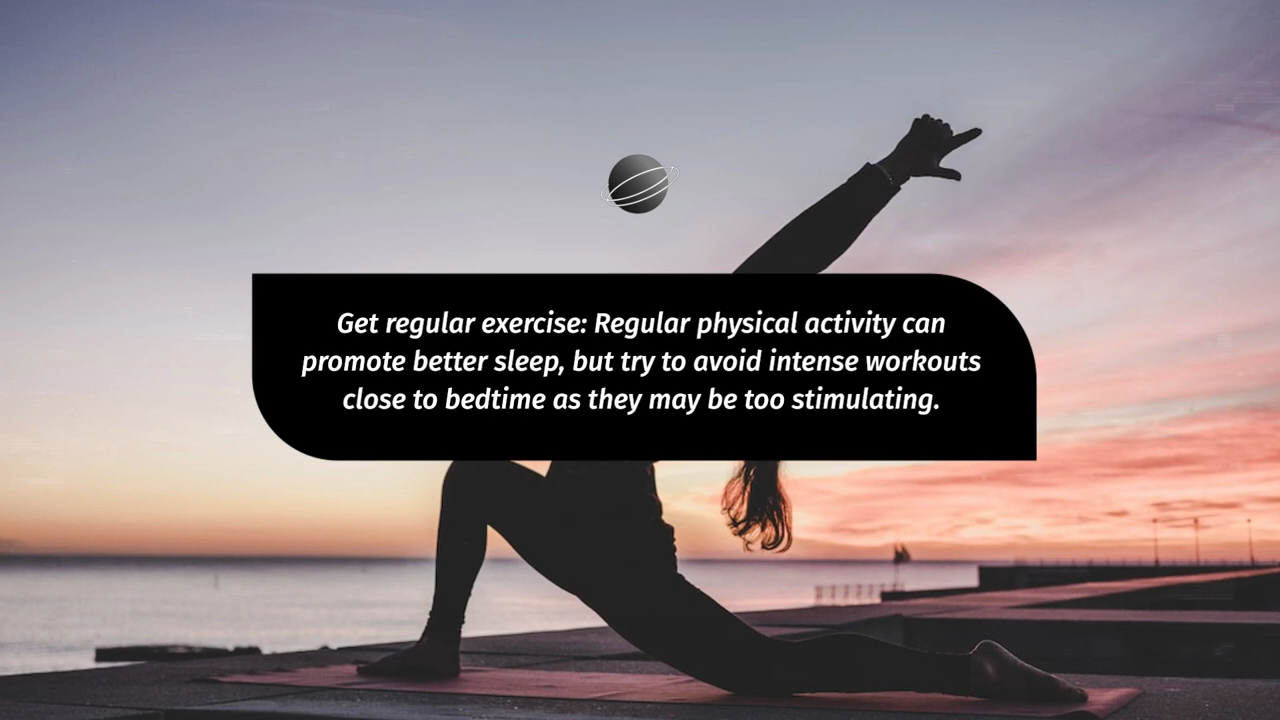 Get regular exercise: Regular physical activity can
promote better sleep, but try to avoid intense workouts
close to bedtime as they may be too stimulating.